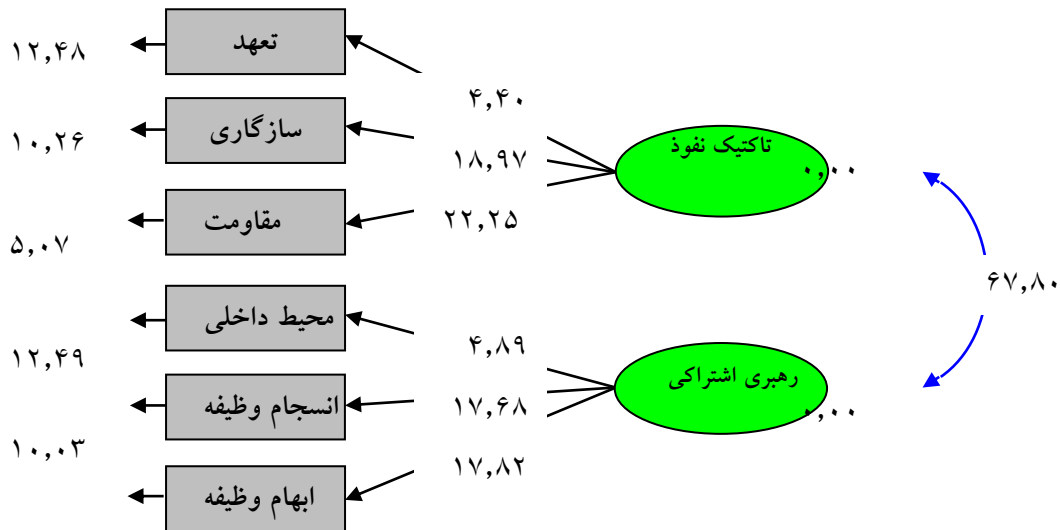 تعهد
۱۲,۴۸
۴,۴۰
سازگاری
۱۰,۲۶
۱۸,۹۷
تاکتیک نفوذ
۰,۰۰
مقاومت
۵,۰۷
۲۲,۲۵
۶۷,۸۰
محیط داخلی
۱۲,۴۹
۴,۸۹
رهبری اشتراکی
۰,۰۰
انسجام وظیفه
۱۰,۰۳
۱۷,۶۸
ابهام وظیفه
۱۷,۸۲